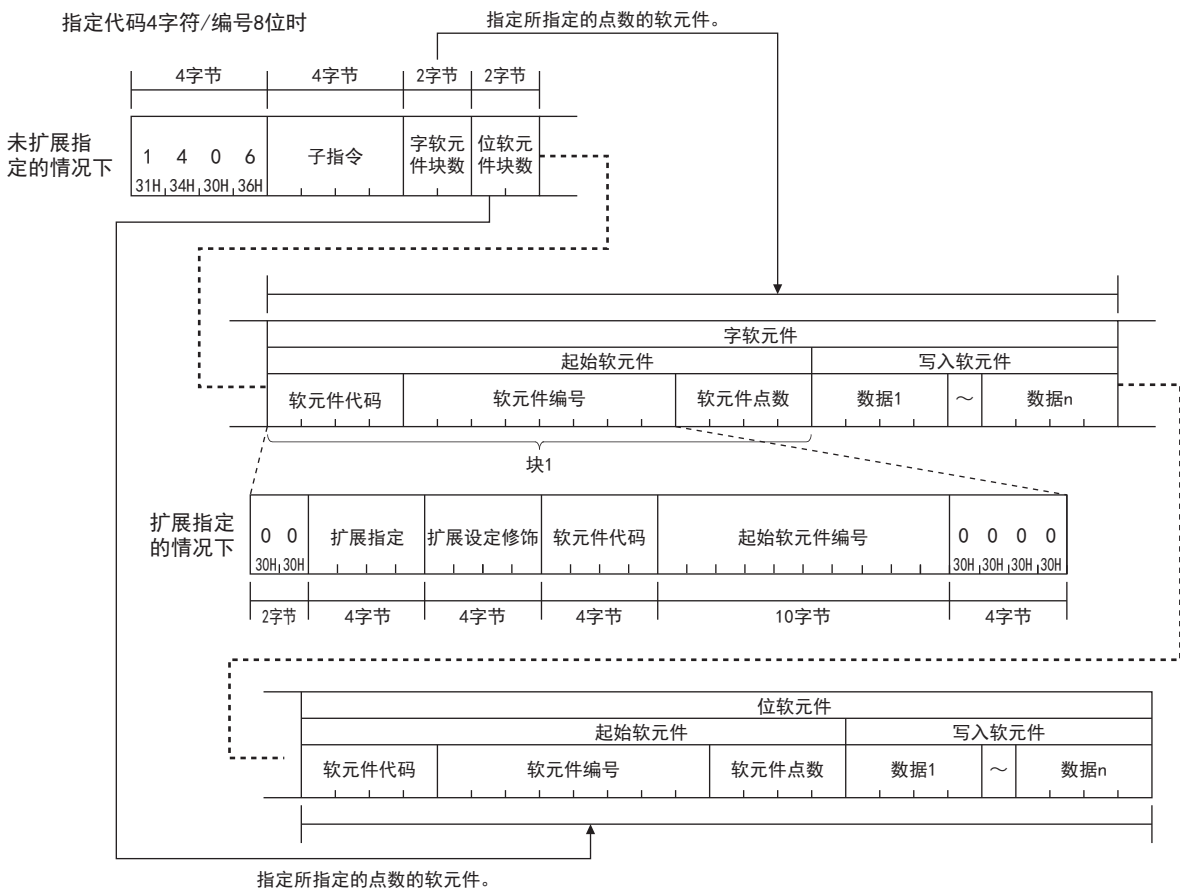 指定代码4字符/编号8位时
指定所指定的点数的软元件。
4字节 4字节 2字节 2字节
未扩展指
定的情况下
1 4 0 6
31H 34H 30H 36H
子指令
字软元
件块数
位软元
件块数
字软元件
起始软元件 写入软元件
软元件代码 软元件编号 软元件点数 数据1 ～ 数据n
块1
扩展指定
的情况下
0 0
30H 30H
扩展指定 扩展设定修饰 软元件代码 起始软元件编号
0 0 0 0
30H 30H 30H 30H
2字节 4字节 4字节 4字节 10字节 4字节
位软元件
起始软元件 写入软元件
软元件代码 软元件编号 软元件点数 数据1 ～ 数据n
指定所指定的点数的软元件。